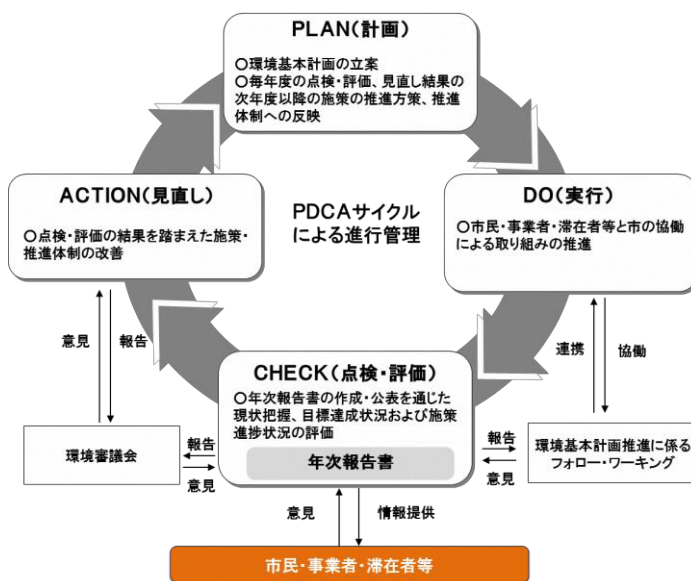 PLAN(計画)
○環境基本計画の立案
○毎年度の点検・評価、見直し結果の
次年度以降の施策の推進方策、推進
体制への反映
ACTION(見直し)
○点検・評価の結果を踏まえた施策・
推進体制の改善
PDCAサイクル
による進行管理
DO(実行)
○市民・事業者・滞在者等と市の協働
による取り組みの推進
意見
報告
連携
協働
CHECK(点検・評価)
○年次報告書の作成・公表を通じた
現状把握、目標達成状況および施策
進捗状況の評価
年次報告書
環境審議会
報告
意見
報告
意見
環境基本計画推進に係る
フォロー・ワーキング
意見
情報提供
市民・事業者・滞在者等